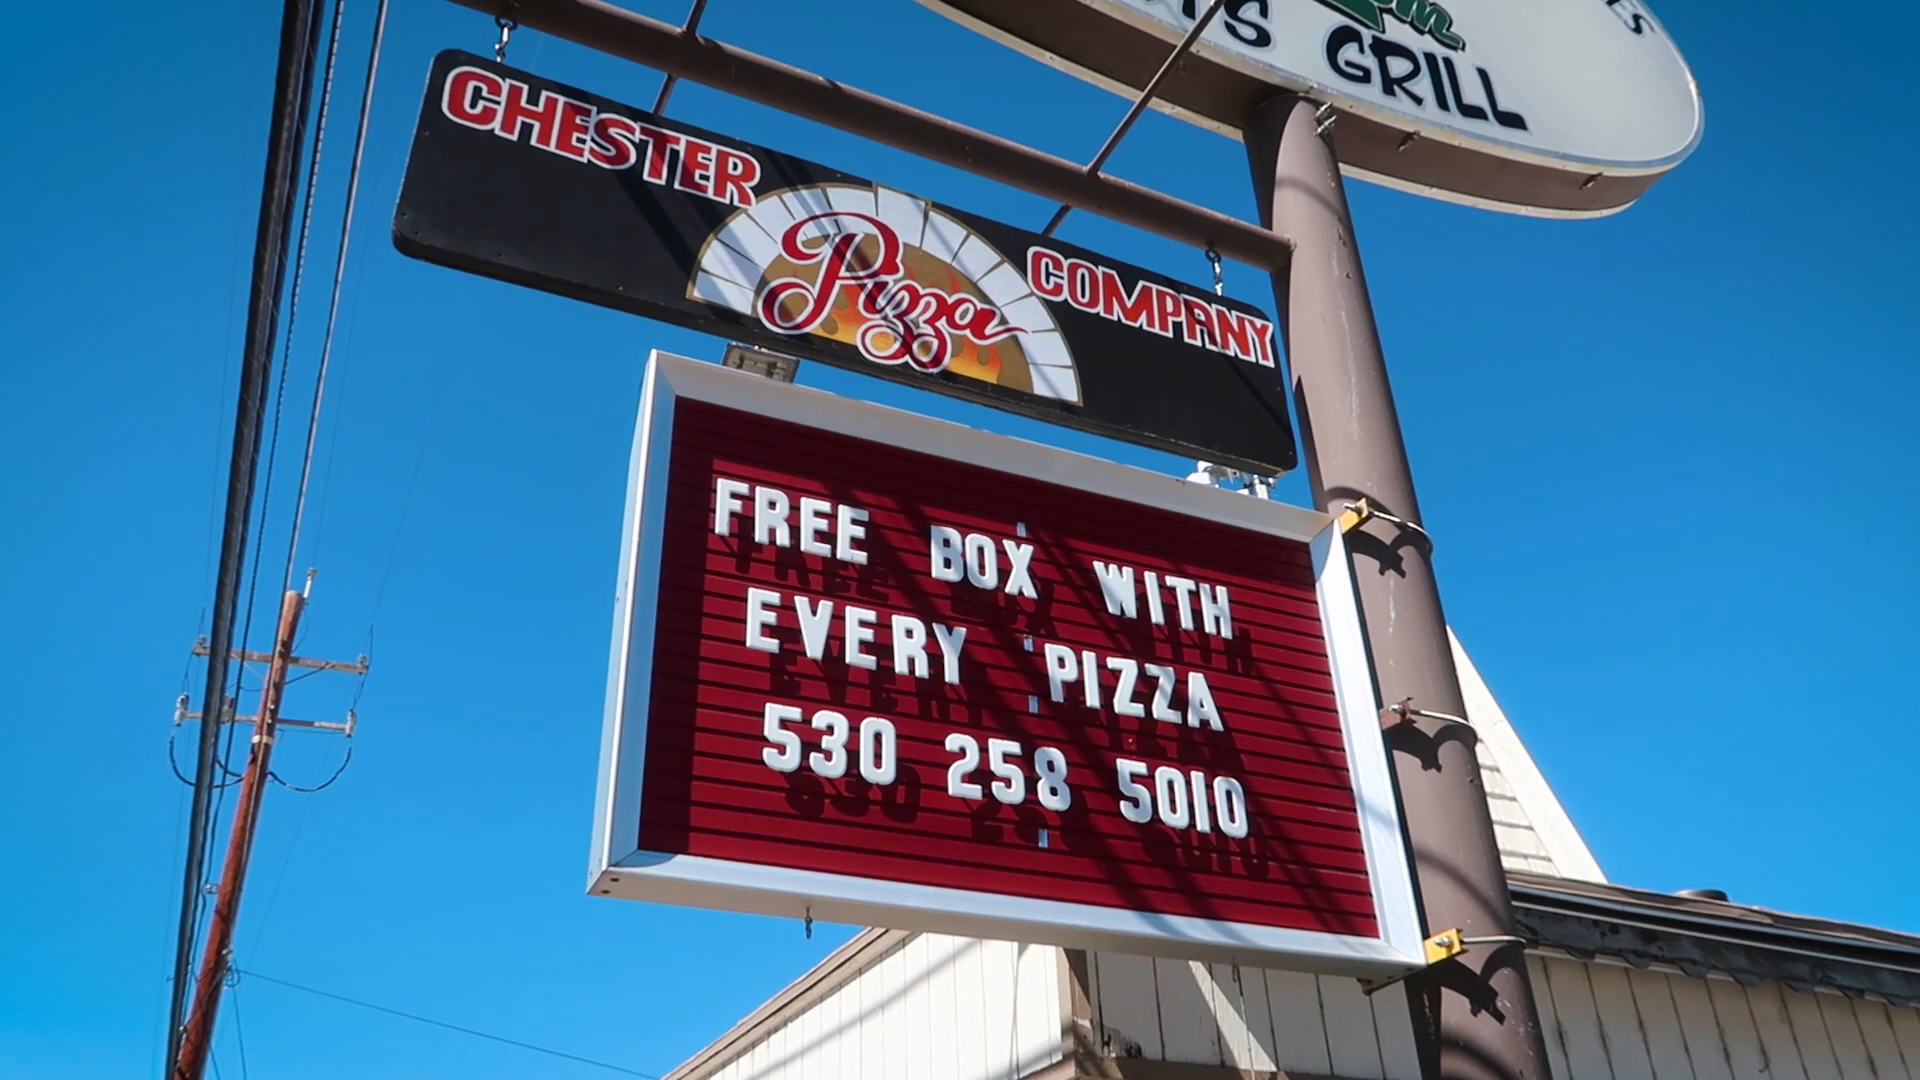 GRILL
CHESTER
Pizza
COMPANY
FREE BOX WITH
EVERY PIZZA
530 258 5010